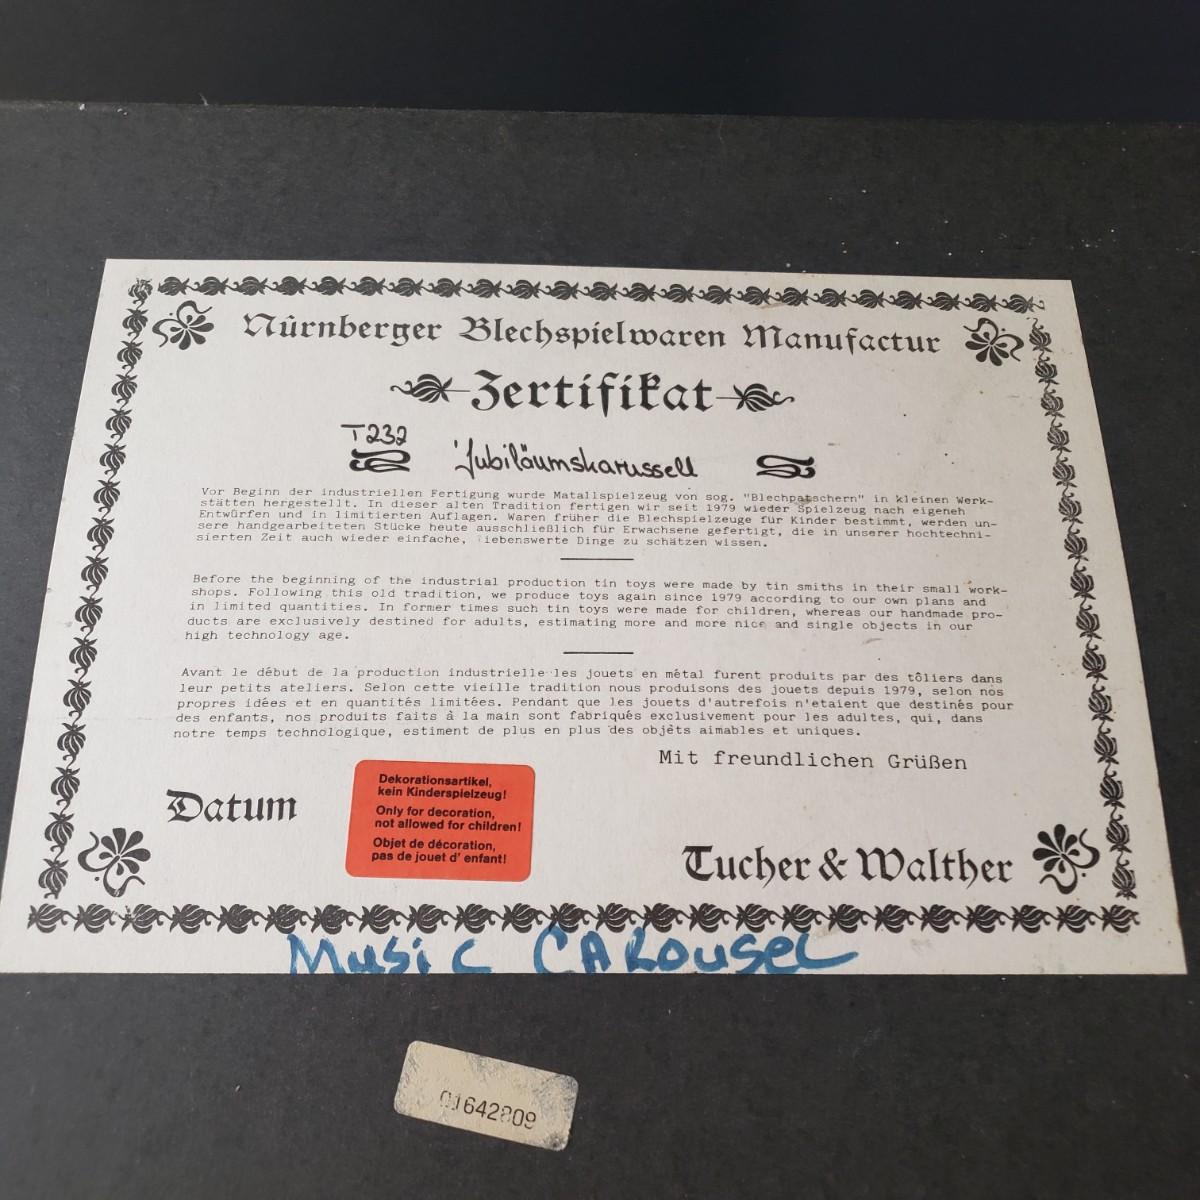 Nürnberger Blechspielwaren Manufactur
Zertifikat
T232
Jubiläumskarussell
Vor Beginn der industriellen Fertigung wurde Matallspielzeug von sog. "Blechpatschern" in kleinen Werk-
stätten hergestellt. In dieser alten Tradition fertigen wir seit 1979 wieder Spielzeug nach eigeneh
Entwürfen und in limitierten Auflagen. Waren früher die Blechspielzeuge für Kinder bestimmt, werden un-
sere handgearbeiteten Stücke heute ausschließlich für Erwachsene gefertigt, die in unserer hochtechni-
sierten Zeit auch wieder einfache, liebenswerte Dinge zu schätzen wissen.
Before the beginning of the industrial production tin toys were made by tin smiths in their small work-
shops. Following this old tradition, we produce toys again since 1979 according to our own plans and
in limited quantities. In former times such tin toys were made for children, whereas our handmade pro-
ducts are exclusively destined for adults, estimating more and more nice and single objects in our
high technology age.
Avant le début de la production industrielle les jouets en métal furent produits par des tôliers dans
leur petits ateliers. Selon cette vieille tradition nous produisons des jouets depuis 1979, selon nos
propres idées et en quantités limitées. Pendant que les jouets d'autrefois n'etaient que destinés pour
des enfants, nos produits faits à la main sont fabriqués exclusivement pour les adultes, qui, dans
notre temps technologique, estiment de plus en plus des objèts aimables et uniques.
Mit freundlichen Grüßen
Datum
Dekorationsartikel,
kein Kinderspielzeug!
Only for decoration,
not allowed for children!
Objet de décoration,
pas de jouet d' enfant!
Tucher & Walther
Music CARousel
01642809